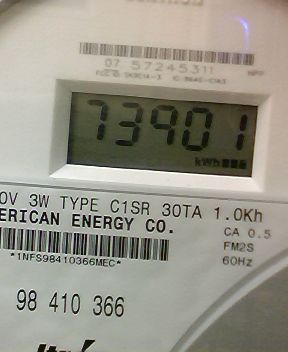 07 57245311
73901
kWh
0V 3W TYPE C1SR 30TA 1.0Kh
ERICAN ENERGY CO.
CA 0.5
FM2S
*1NFS98410366MEC*
60Hz
98 410 366